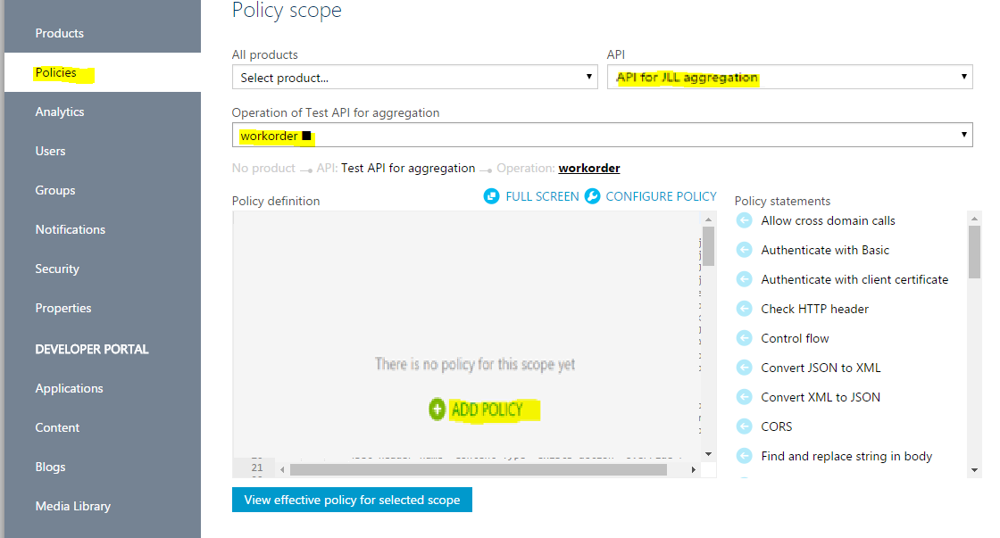 Policy scope
Products
Policies
Analytics
Users
Groups
Notifications
Security
Properties
DEVELOPER PORTAL
Applications
Content
Blogs
Media Library
All products
API
Select product...
API for JLL aggregation
Operation of Test API for aggregation
workorder
No product API: Test API for aggregation Operation: workorder
Policy definition
FULL SCREEN
CONFIGURE POLICY
There is no policy for this scope yet
ADD POLICY
21
View effective policy for selected scope
Policy statements
Allow cross domain calls
Authenticate with Basic
Authenticate with client certificate
Check HTTP header
Control flow
Convert JSON to XML
Convert XML to JSON
CORS
Find and replace string in body